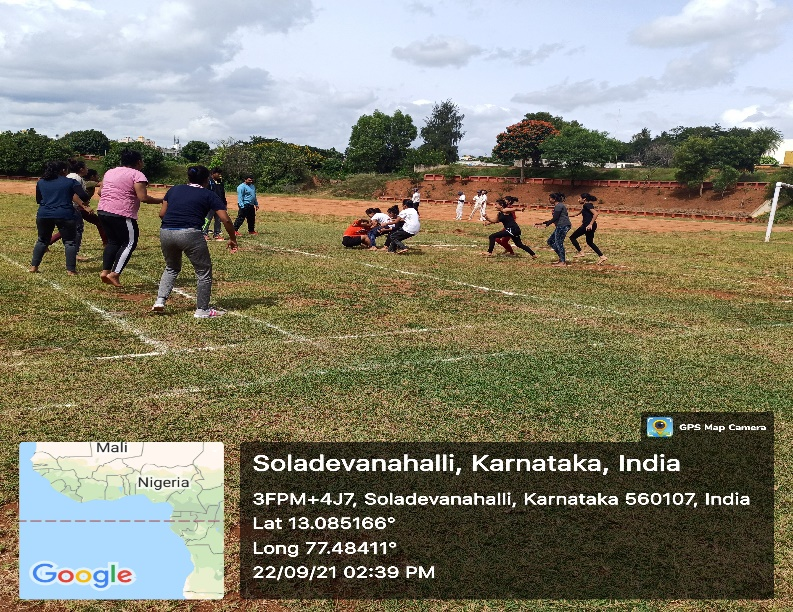 GPS Map Camera
Mali
Nigeria
Google
Soladevanahalli, Karnataka, India
3FPM+4J7, Soladevanahalli, Karnataka 560107, India
Lat 13.085166°
Long 77.48411°
22/09/21 02:39 PM